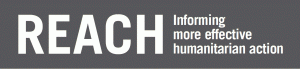 REACH
Informing
more effective
humanitarian action